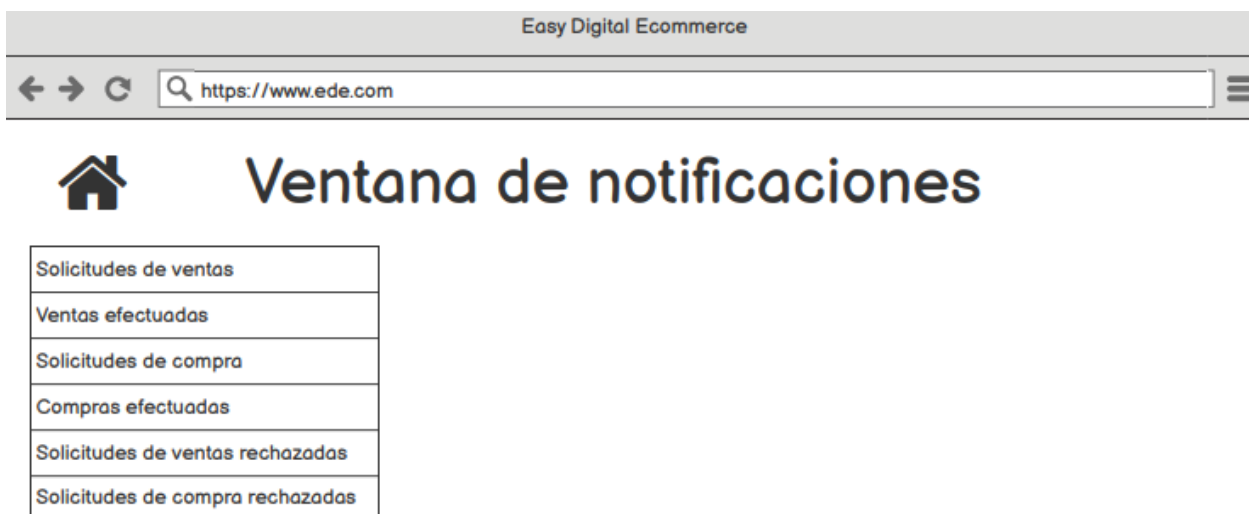 Easy Digital Ecommerce
https://www.ede.com
Ventana de notificaciones
Solicitudes de ventas
Ventas efectuadas
Solicitudes de compra
Compras efectuadas
Solicitudes de ventas rechazadas
Solicitudes de compra rechazadas